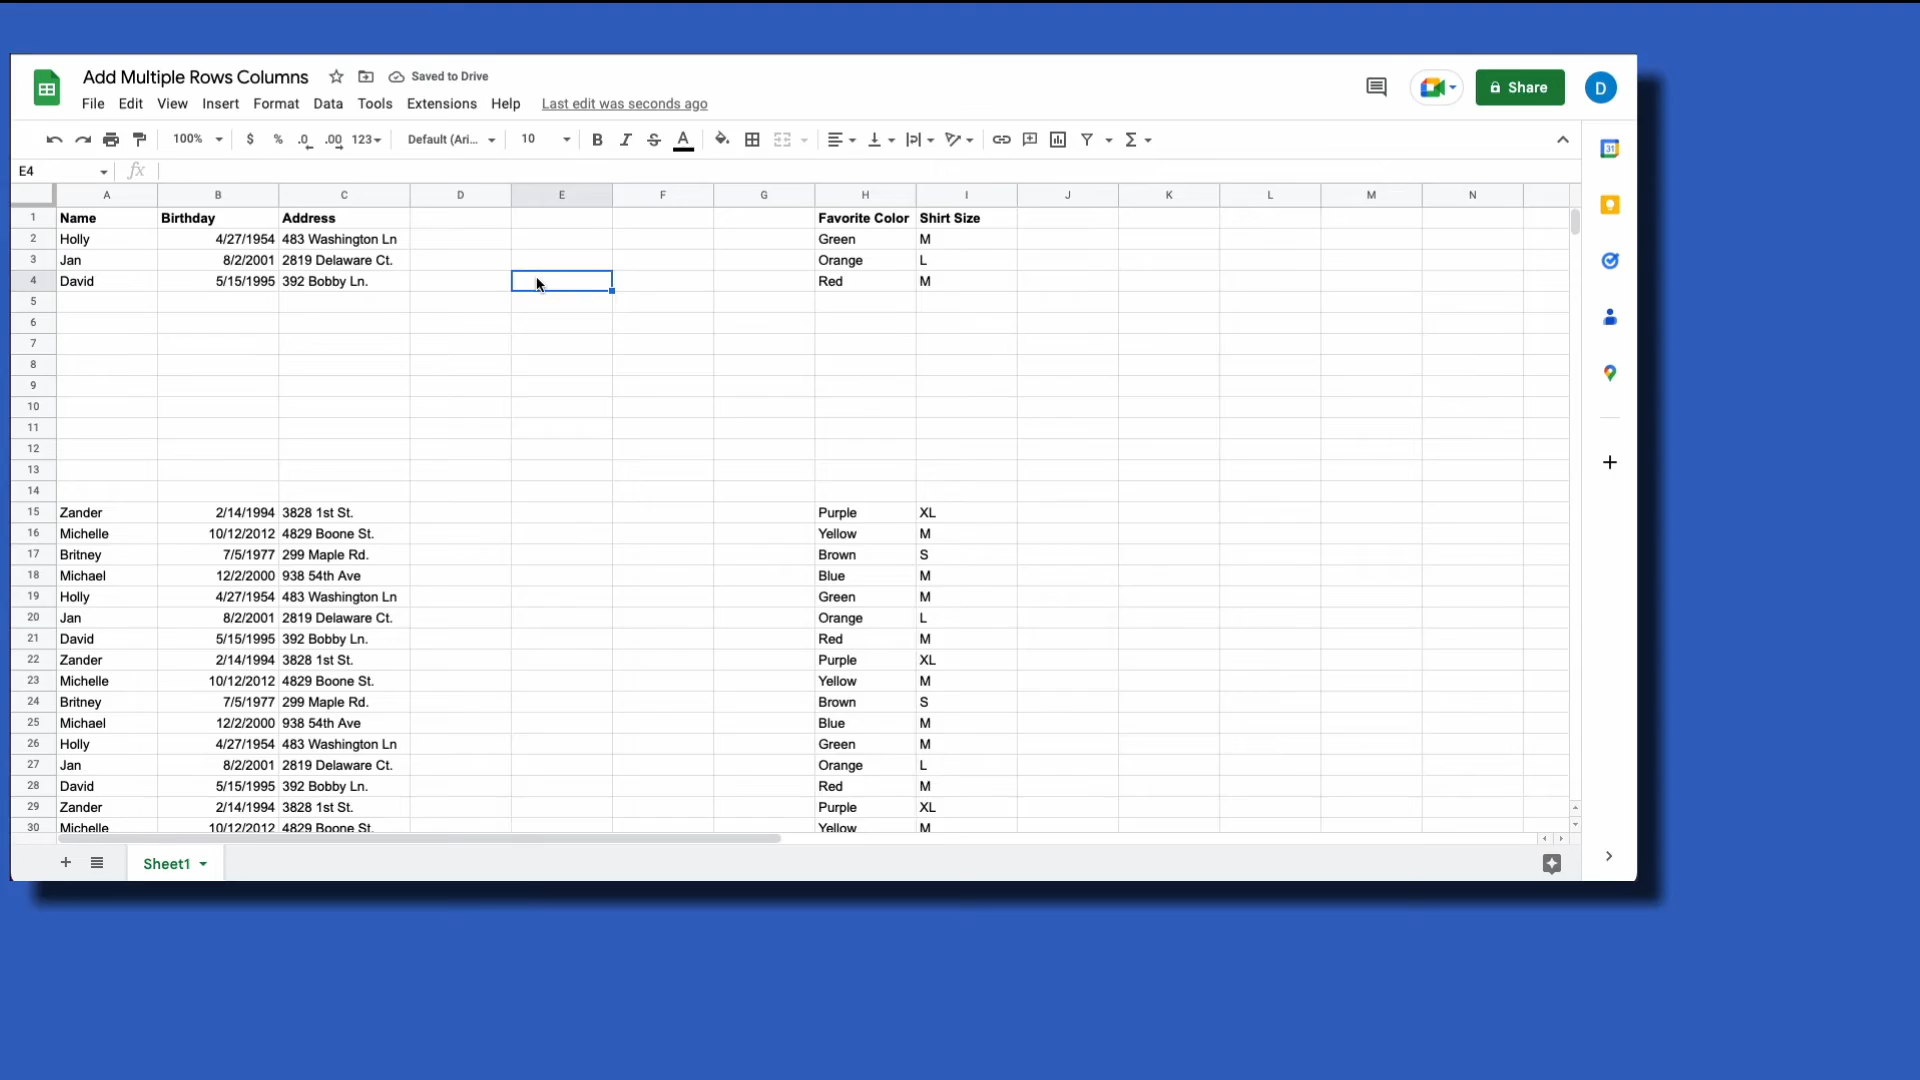 Add Multiple Rows Columns Saved to Drive
File Edit View Insert Format Data Tools Extensions Help Last edit was seconds ago
Share D
100% $ % .0 .00 123 Default (Ari... 10 B I S A Σ
31
E4 fx
A B C D E F G H I J K L M N
1 Name Birthday Address Favorite Color Shirt Size
2 Holly 4/27/1954 483 Washington Ln Green M
3 Jan 8/2/2001 2819 Delaware Ct. Orange L
4 David 5/15/1995 392 Bobby Ln. Red M
5
6
7
8
9
10
11
12
13
14
15 Zander 2/14/1994 3828 1st St. Purple XL
16 Michelle 10/12/2012 4829 Boone St. Yellow M
17 Britney 7/5/1977 299 Maple Rd. Brown S
18 Michael 12/2/2000 938 54th Ave Blue M
19 Holly 4/27/1954 483 Washington Ln Green M
20 Jan 8/2/2001 2819 Delaware Ct. Orange L
21 David 5/15/1995 392 Bobby Ln. Red M
22 Zander 2/14/1994 3828 1st St. Purple XL
23 Michelle 10/12/2012 4829 Boone St. Yellow M
24 Britney 7/5/1977 299 Maple Rd. Brown S
25 Michael 12/2/2000 938 54th Ave Blue M
26 Holly 4/27/1954 483 Washington Ln Green M
27 Jan 8/2/2001 2819 Delaware Ct. Orange L
28 David 5/15/1995 392 Bobby Ln. Red M
29 Zander 2/14/1994 3828 1st St. Purple XL
30 Michelle 10/12/2012 4829 Boone St. Yellow M
Sheet1